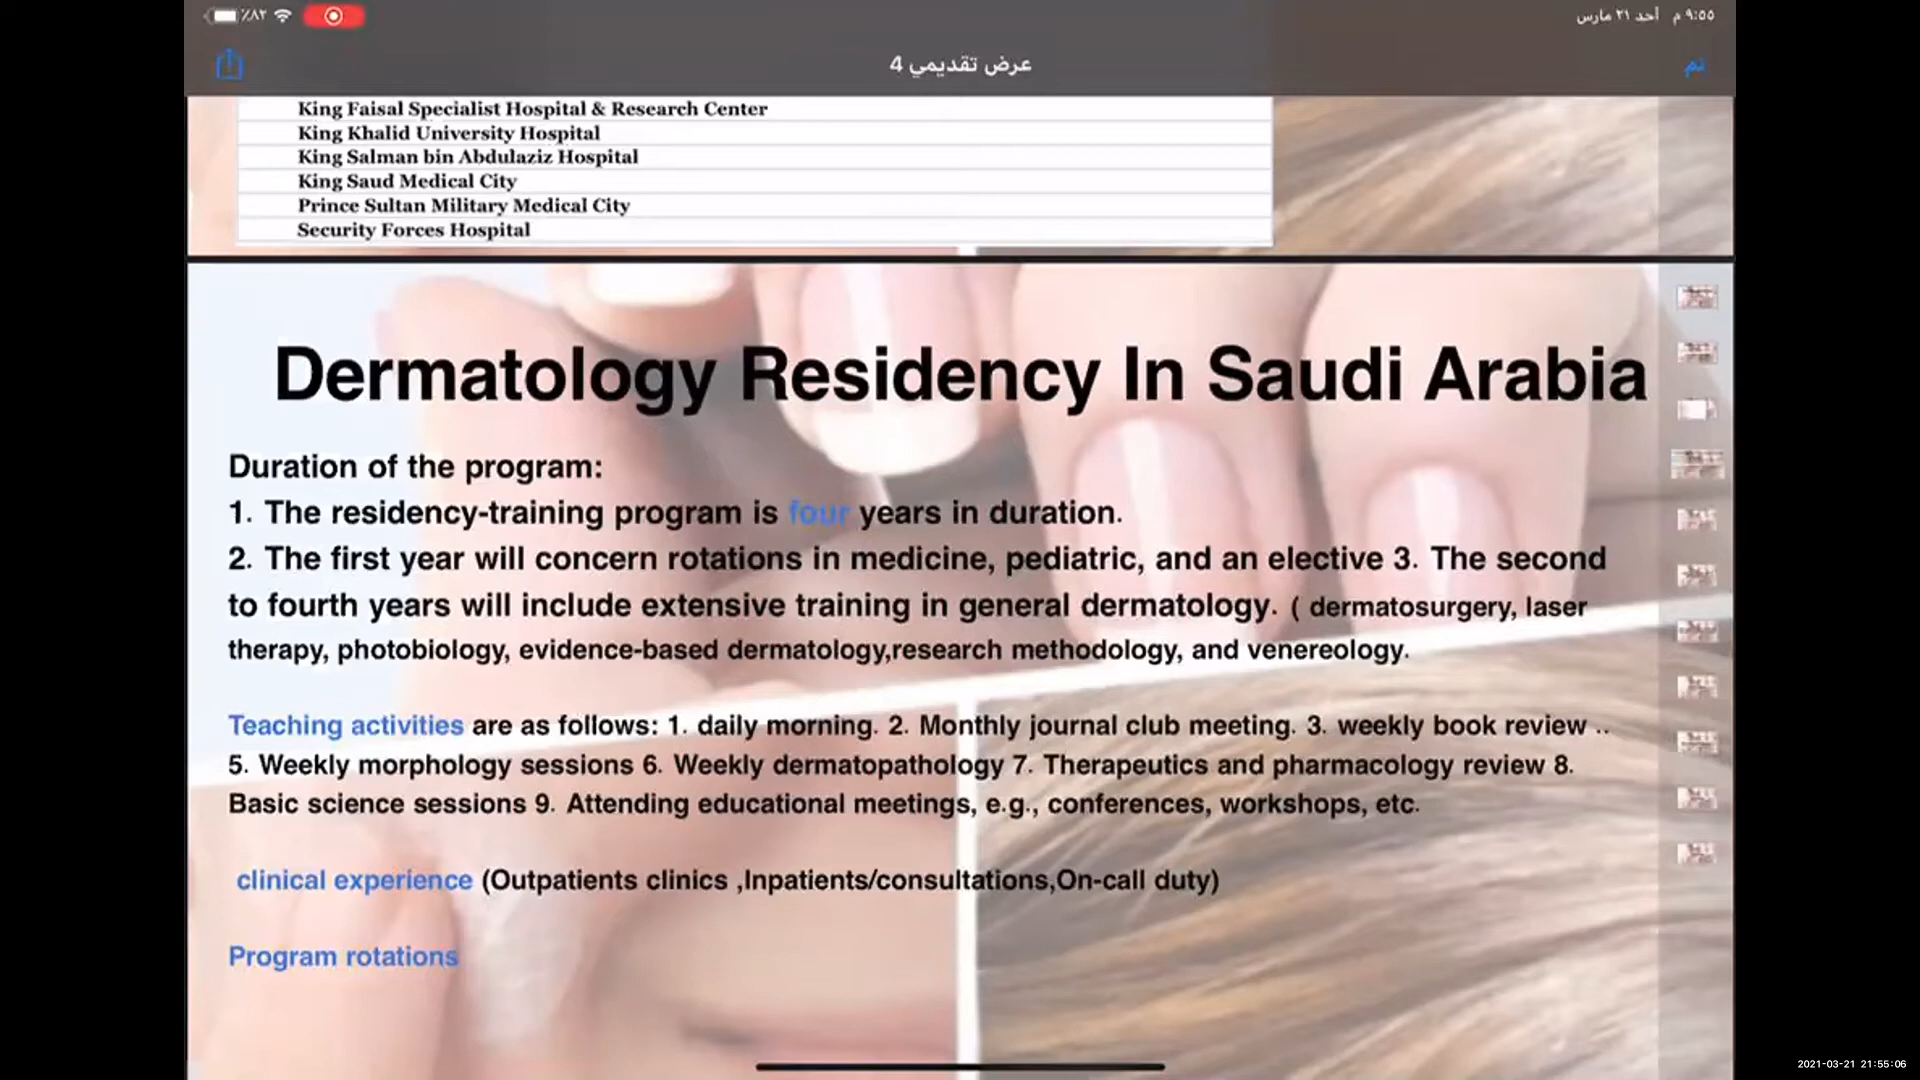 ٩:٥٥ م أحد ٢١ مارس
٪٨٢
عرض تقديمي 4
تم
King Faisal Specialist Hospital & Research Center
King Khalid University Hospital
King Salman bin Abdulaziz Hospital
King Saud Medical City
Prince Sultan Military Medical City
Security Forces Hospital
Dermatology Residency In Saudi Arabia
Duration of the program:
1. The residency-training program is four years in duration.
2. The first year will concern rotations in medicine, pediatric, and an elective 3. The second
to fourth years will include extensive training in general dermatology. ( dermatosurgery, laser
therapy, photobiology, evidence-based dermatology,research methodology, and venereology.
Teaching activities are as follows: 1. daily morning. 2. Monthly journal club meeting. 3. weekly book review ..
5. Weekly morphology sessions 6. Weekly dermatopathology 7. Therapeutics and pharmacology review 8.
Basic science sessions 9. Attending educational meetings, e.g., conferences, workshops, etc.
clinical experience (Outpatients clinics ,Inpatients/consultations,On-call duty)
Program rotations
2021-03-21 21:55:06